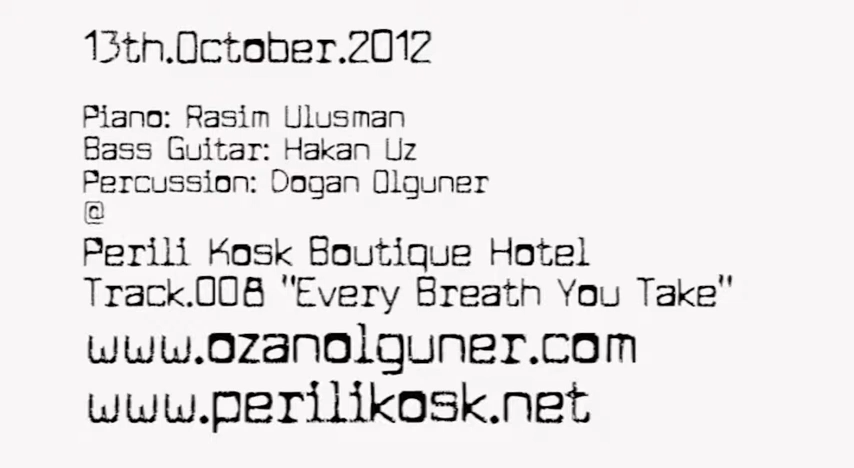 13th.October.2012
Piano: Rasim Ulusman
Bass Guitar: Hakan Uz
Percussion: Dogan Olguner
@
Perili Kosk Boutique Hotel
Track.008 "Every Breath You Take"
www.ozanolguner.com
www.perilikosk.net